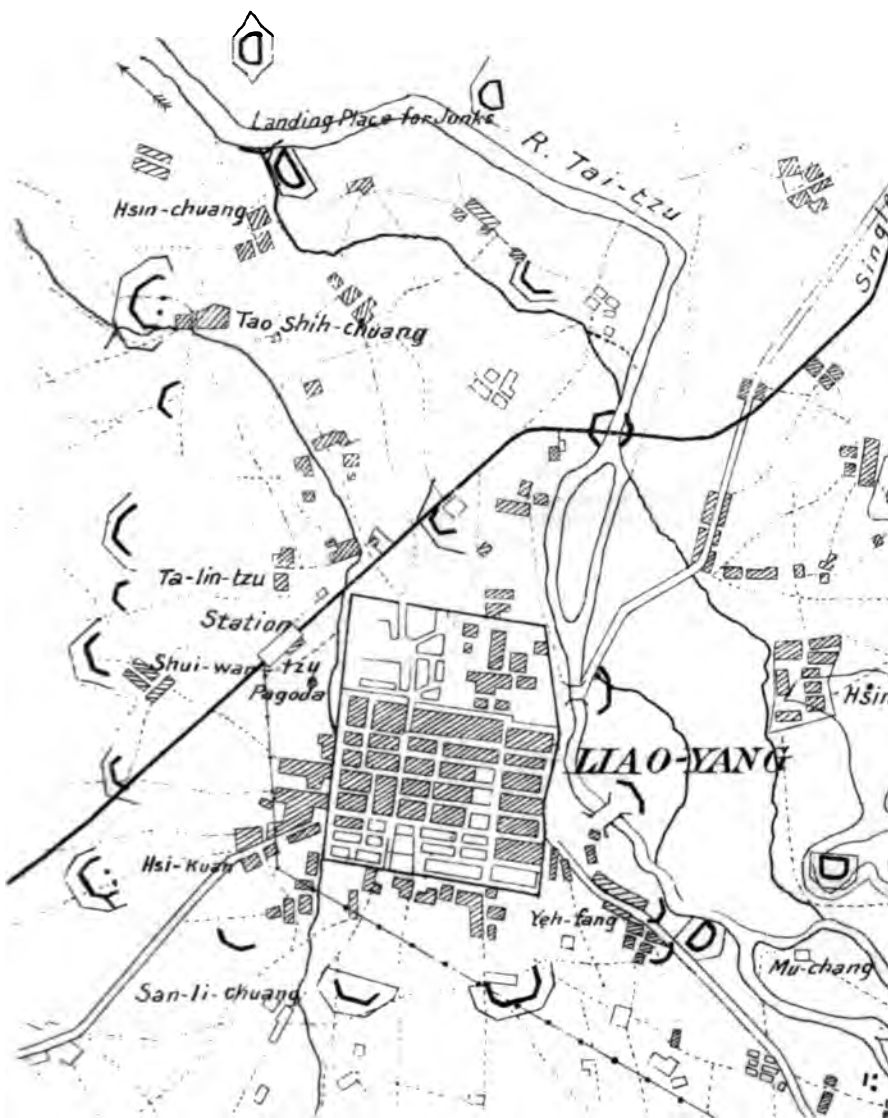 Landing Place for Junks
R. Tai-tzu
Hsin-chuang
Tao Shih-chuang
Ta-lin-tzu
Station
Shui-wan-tzu
Pagoda
LIAO-YANG
Hsi-Kuan
Yeh-fang
Mu-chang
San-li-chuang